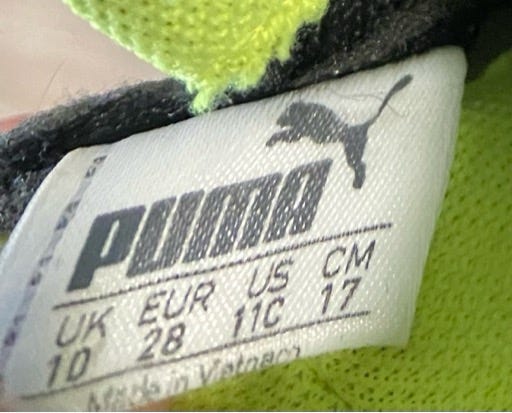 PUMA
UK EUR US CM
10 28 11C 17
Made in Vietnam